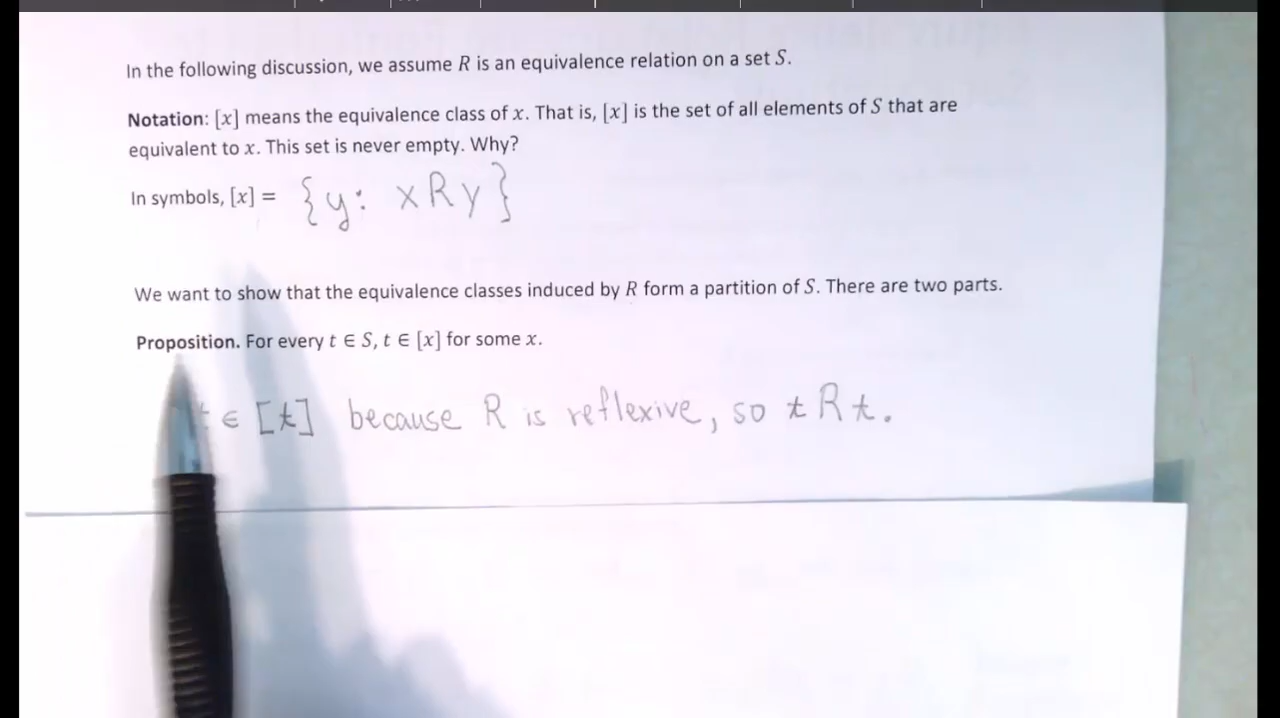 In the following discussion, we assume R is an equivalence relation on a set S.
Notation: [x] means the equivalence class of x. That is, [x] is the set of all elements of S that are
equivalent to x. This set is never empty. Why?
In symbols, [x] = {y: xRy}
We want to show that the equivalence classes induced by R form a partition of S. There are two parts.
Proposition. For every t ∈ S, t ∈ [x] for some x.
t ∈ [t] because R is reflexive, so tRt.